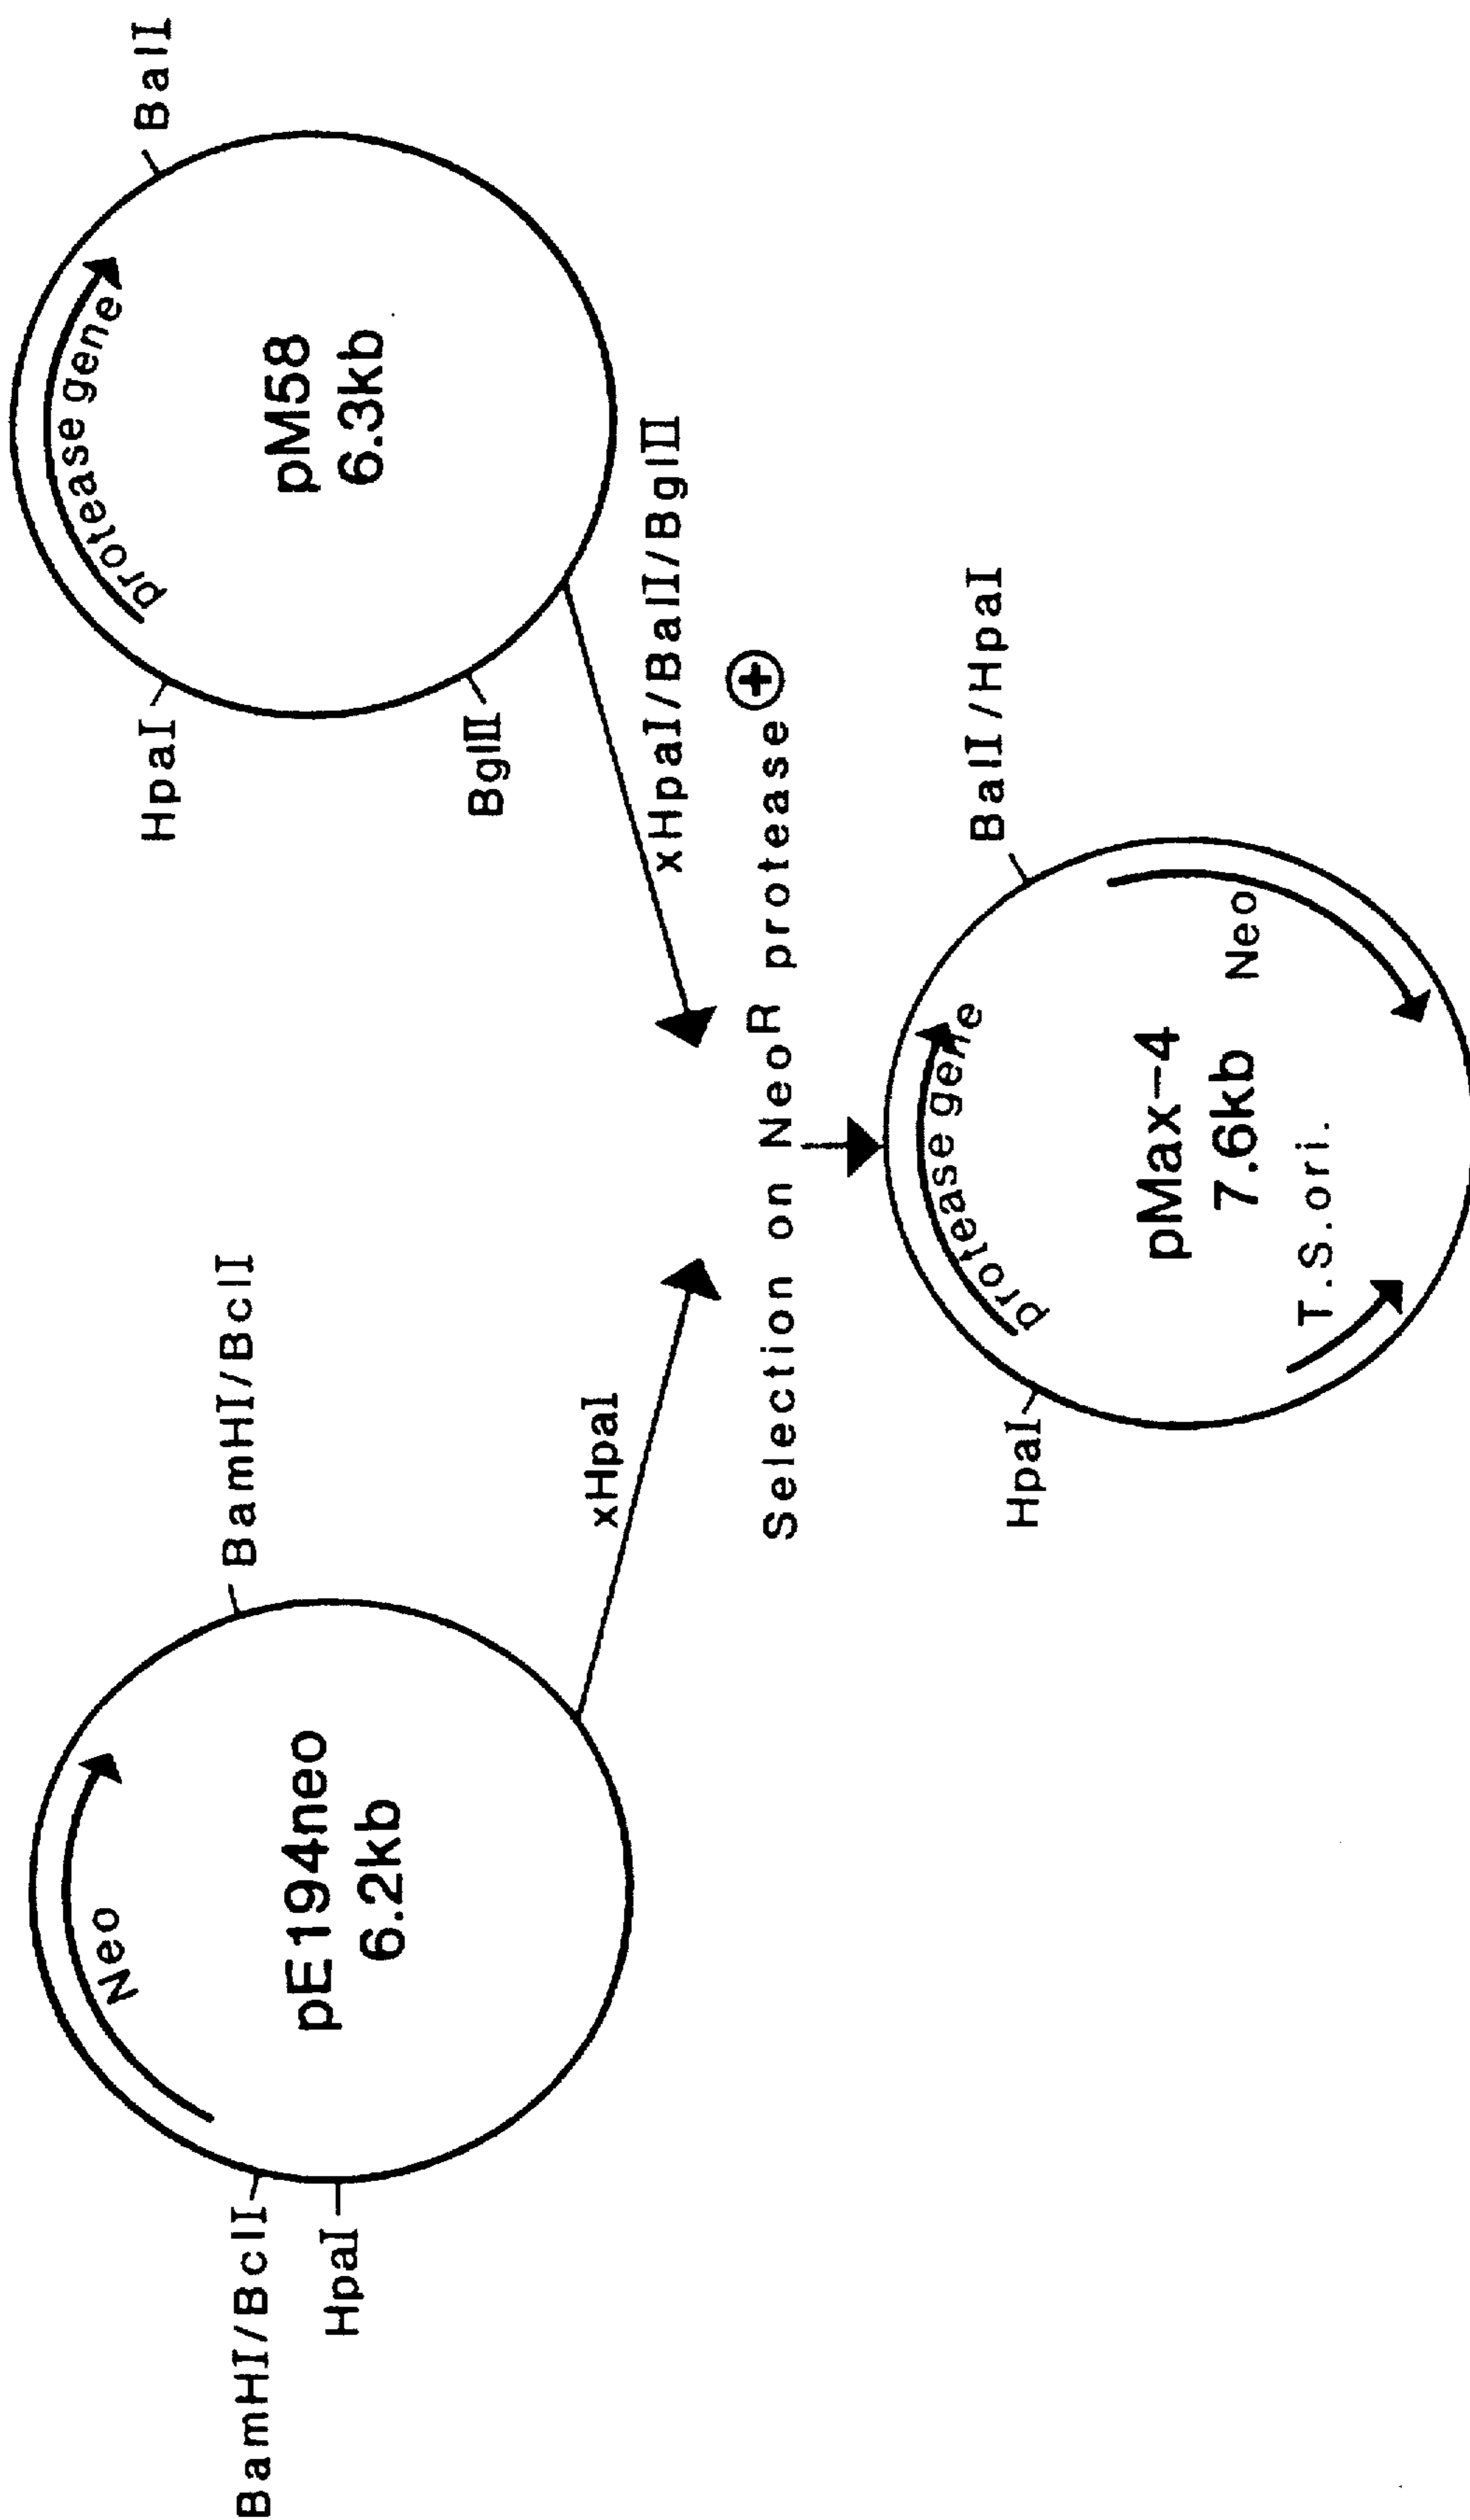 BamHI/BclI
HpaI
Neo
pE194neo
6.2kb
BamHI/BclI
xHpaI
HpaI
Protease gene
BalI
pM58
6.3kb
BglII
xHpaI/BalI/BglII
Selection on NeoR protease ⊕
HpaI
Protease gene
BalI/HpaI
pMax-4
7.6kb
Neo
T.S.ori.